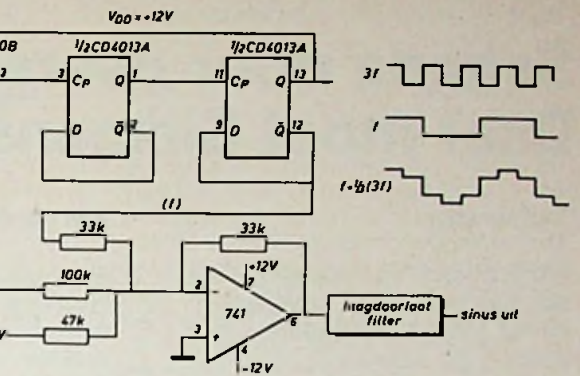 VDD = +12V
0B
1/2CD4013A
1/2CD4013A
3 CP Q 1
11 CP Q 13
D Q̄ 2
9 D Q̄ 12
3f
f
f+1/3(3f)
(f)
33k
33k
100k
47k
+12V
2
7
741
6
3
4
-12V
laagdoorlaat
filter
sinus uit